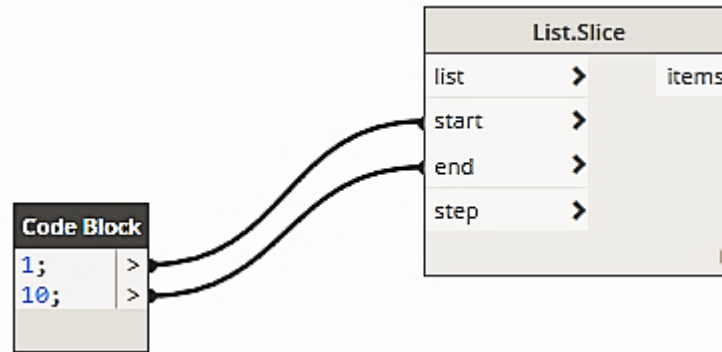 List.Slice
list > items
start >
end >
step >
Code Block
1; >
10; >